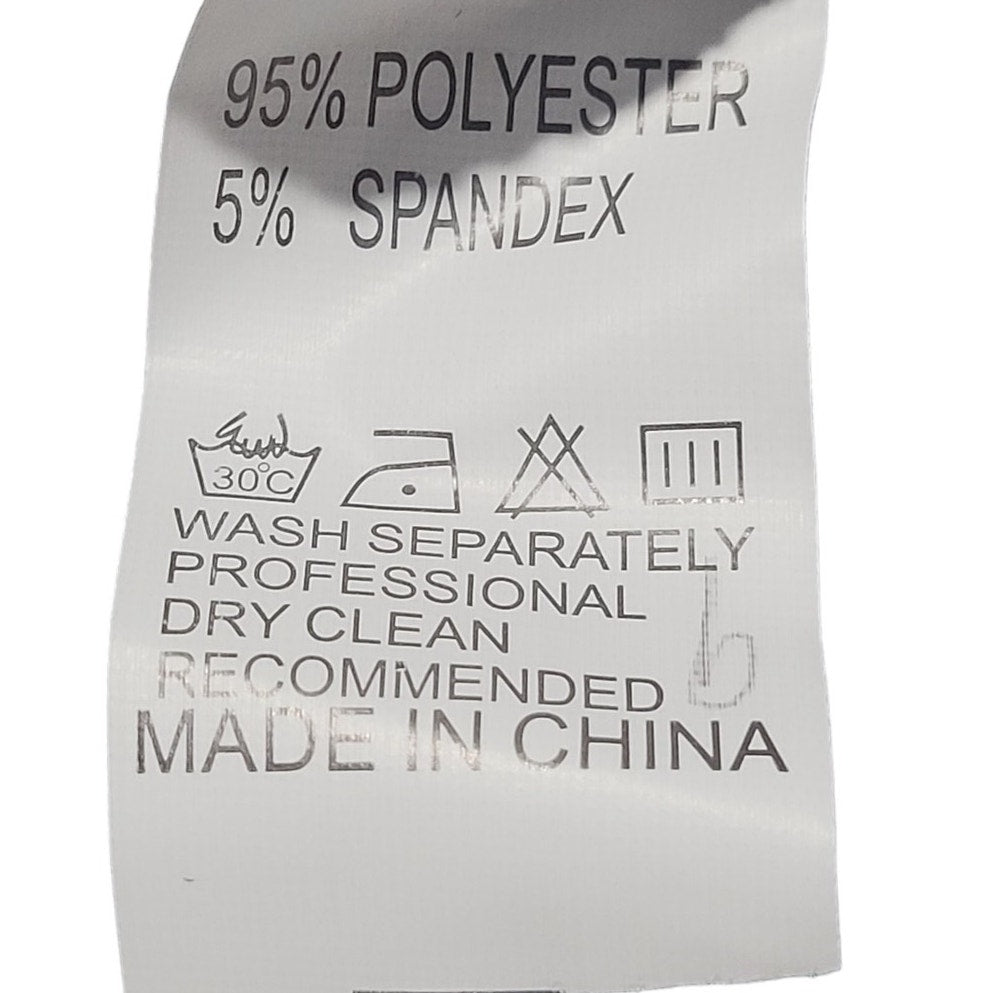 95% POLYESTER
5% SPANDEX
30°C
WASH SEPARATELY
PROFESSIONAL
DRY CLEAN
RECOMMENDED
MADE IN CHINA